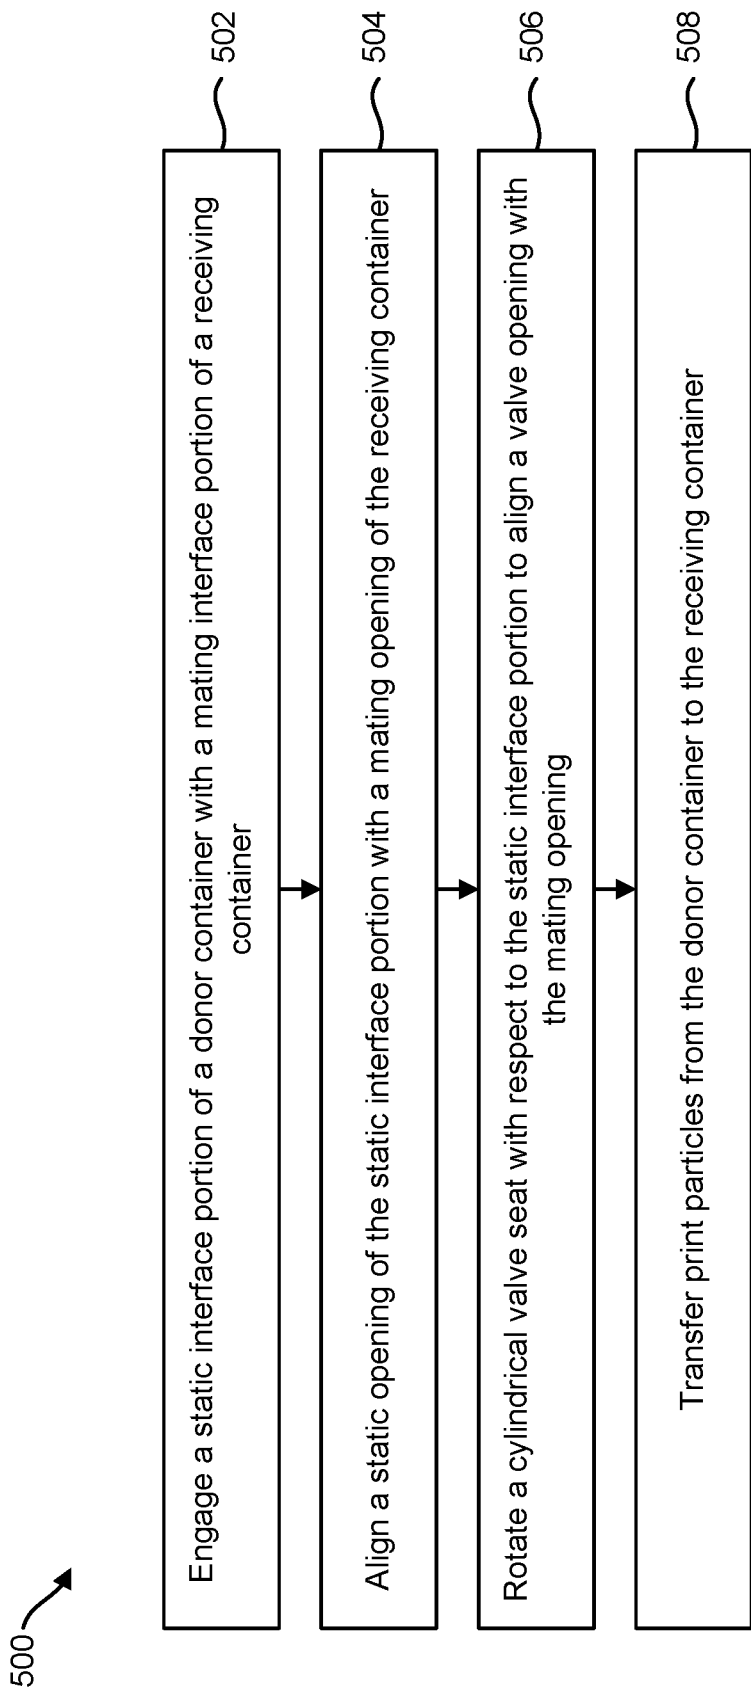 500
Engage a static interface portion of a donor container with a mating interface portion of a receiving
container
502
Align a static opening of the static interface portion with a mating opening of the receiving container
504
Rotate a cylindrical valve seat with respect to the static interface portion to align a valve opening with
the mating opening
506
Transfer print particles from the donor container to the receiving container
508